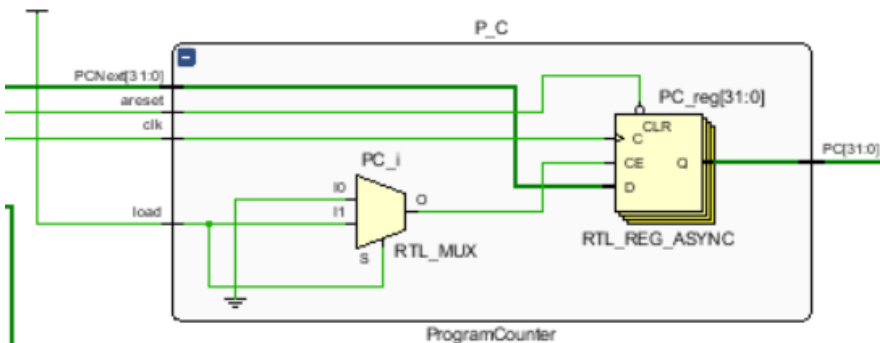 P_C
PCNext[31:0]
areset
clk
PC_reg[31:0]
CLR
C
CE
Q
D
PC[31:0]
PC_i
I0
I1
O
S
RTL_MUX
load
RTL_REG_ASYNC
ProgramCounter